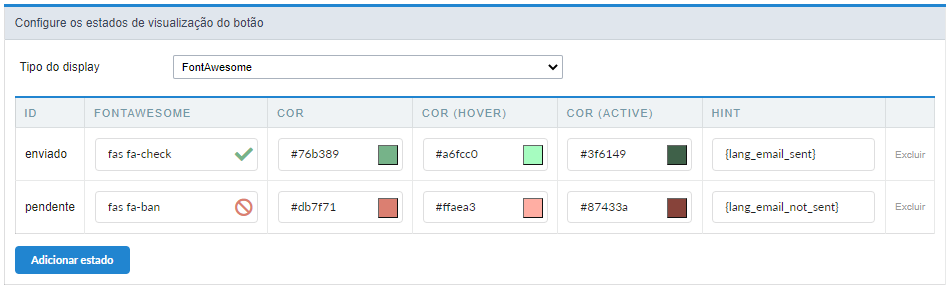 Configure os estados de visualização do botão
Tipo do display FontAwesome
ID FONTAWESOME COR COR (HOVER) COR (ACTIVE) HINT
enviado fas fa-check #76b389 #a6fcc0 #3f6149 {lang_email_sent} Excluir
pendente fas fa-ban #db7f71 #ffaea3 #87433a {lang_email_not_sent} Excluir
Adicionar estado